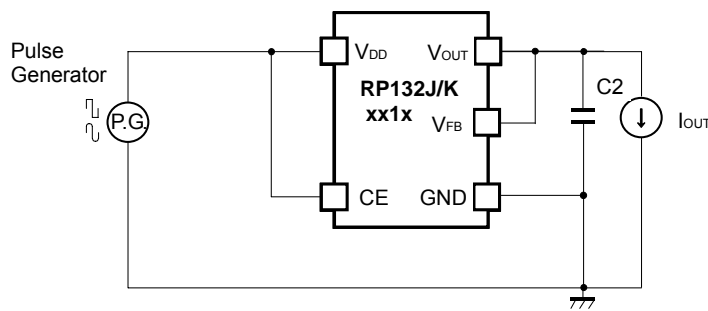 Pulse
Generator
P.G.
VDD
VOUT
RP132J/K
xx1x
VFB
CE
GND
C2
IOUT